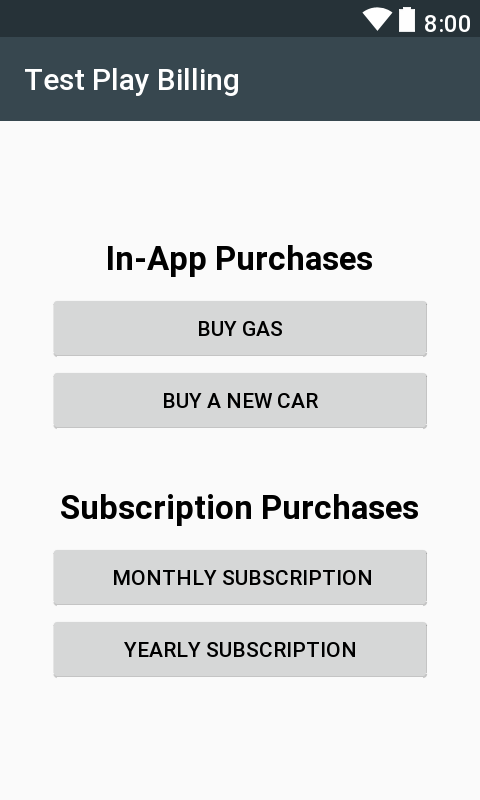 8:00
Test Play Billing
In-App Purchases
BUY GAS
BUY A NEW CAR
Subscription Purchases
MONTHLY SUBSCRIPTION
YEARLY SUBSCRIPTION